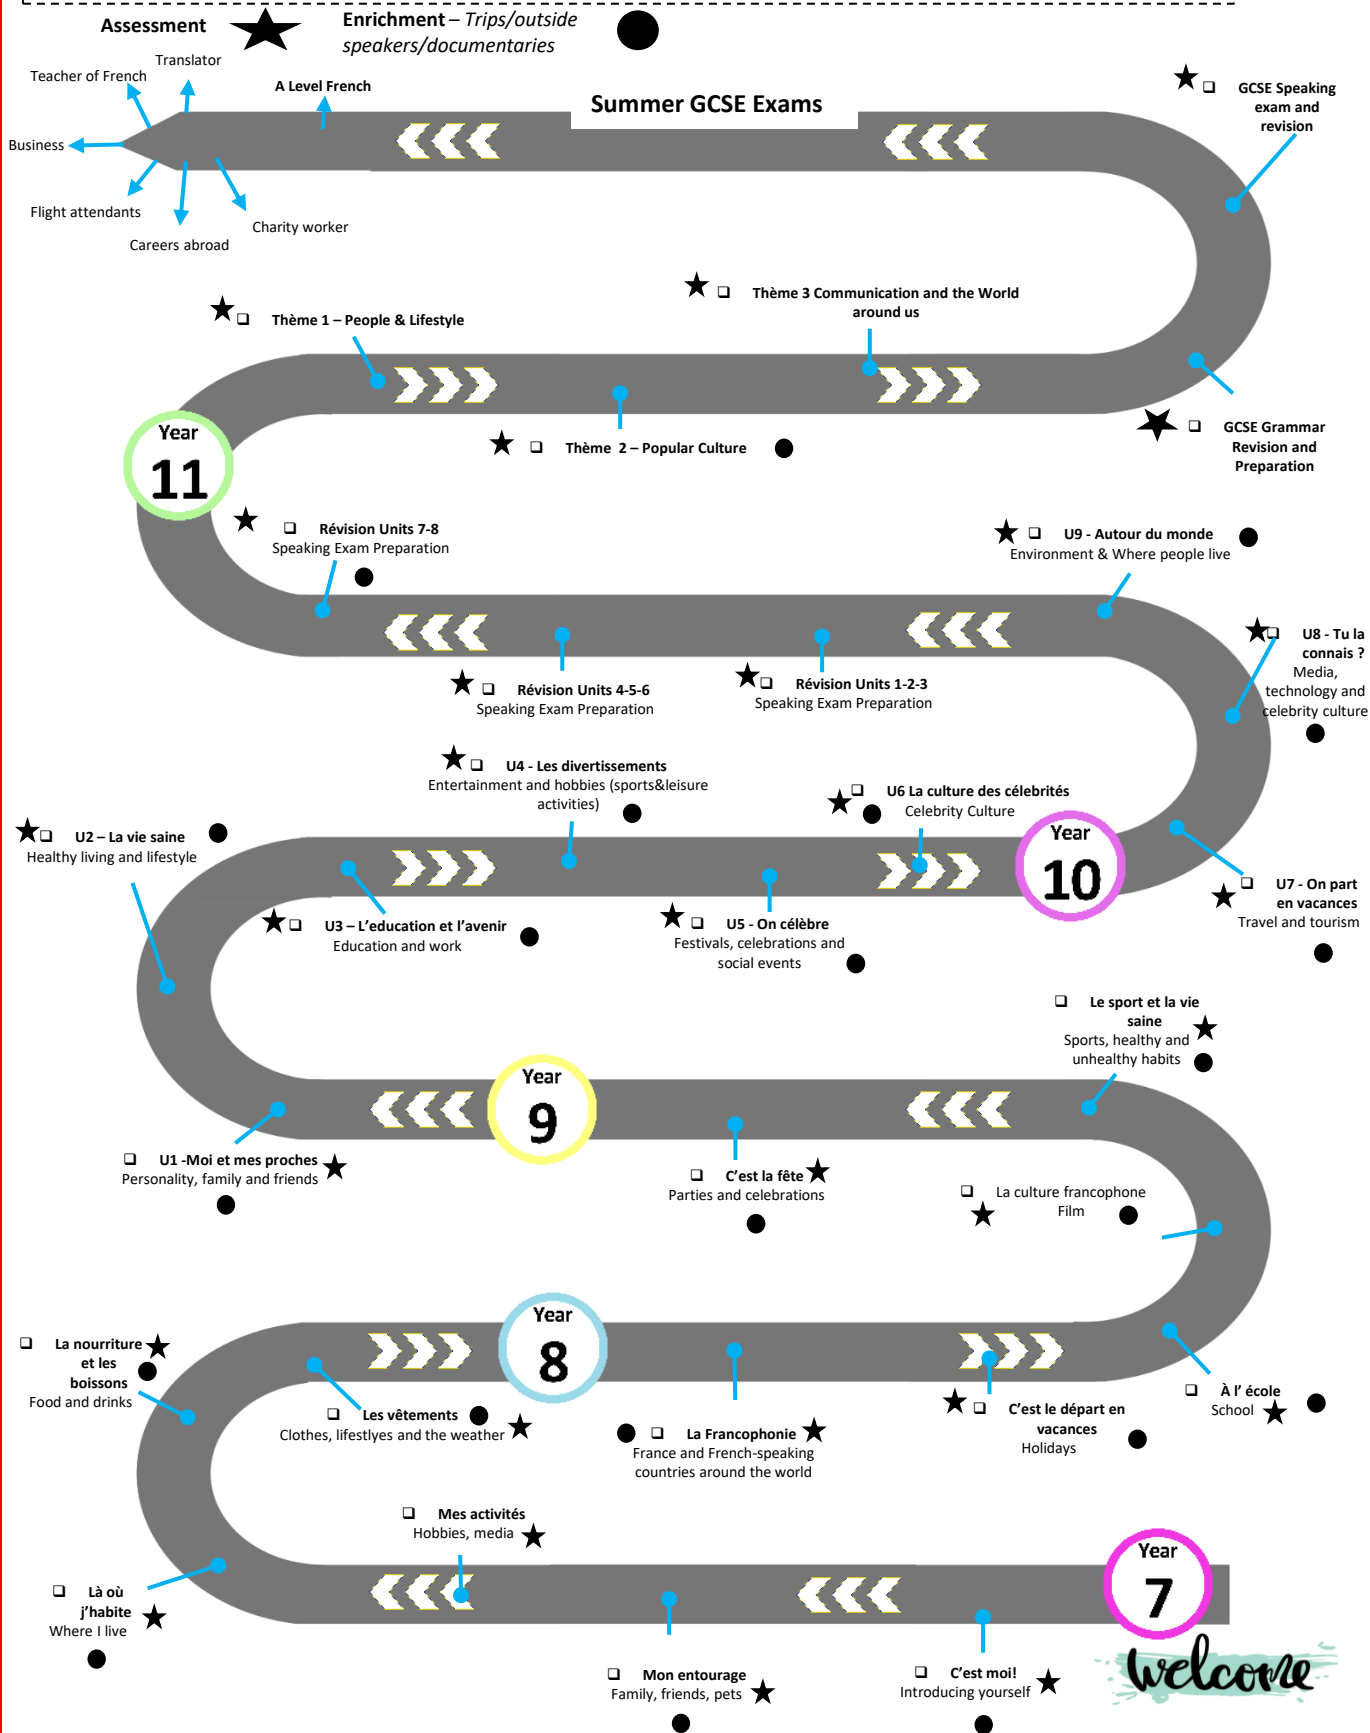 Assessment
Enrichment – Trips/outside
speakers/documentaries
Translator
Teacher of French
A Level French
Business
Flight attendants
Careers abroad
Charity worker
Summer GCSE Exams
GCSE Speaking
exam and
revision
Thème 1 – People & Lifestyle
Thème 3 Communication and the World
around us
Thème  2 – Popular Culture
GCSE Grammar
Revision and
Preparation
Year
11
Révision Units 7-8
Speaking Exam Preparation
U9 - Autour du monde
Environment & Where people live
U8 - Tu la
connais ?
Media,
technology and
celebrity culture
Révision Units 4-5-6
Speaking Exam Preparation
Révision Units 1-2-3
Speaking Exam Preparation
U4 - Les divertissements
Entertainment and hobbies (sports&leisure
activities)
U6 La culture des célebrités
Celebrity Culture
Year
10
U2 – La vie saine
Healthy living and lifestyle
U7 - On part
en vacances
Travel and tourism
U3 – L'education et l'avenir
Education and work
U5 - On célèbre
Festivals, celebrations and
social events
Le sport et la vie
saine
Sports, healthy and
unhealthy habits
Year
9
U1 -Moi et mes proches
Personality, family and friends
C'est la fête
Parties and celebrations
La culture francophone
Film
Year
8
La nourriture
et les
boissons
Food and drinks
Les vêtements
Clothes, lifestlyes and the weather
La Francophonie
France and French-speaking
countries around the world
C'est le départ en
vacances
Holidays
À l' école
School
Mes activités
Hobbies, media
Year
7
Là où
j'habite
Where I live
Mon entourage
Family, friends, pets
C'est moi!
Introducing yourself
welcome